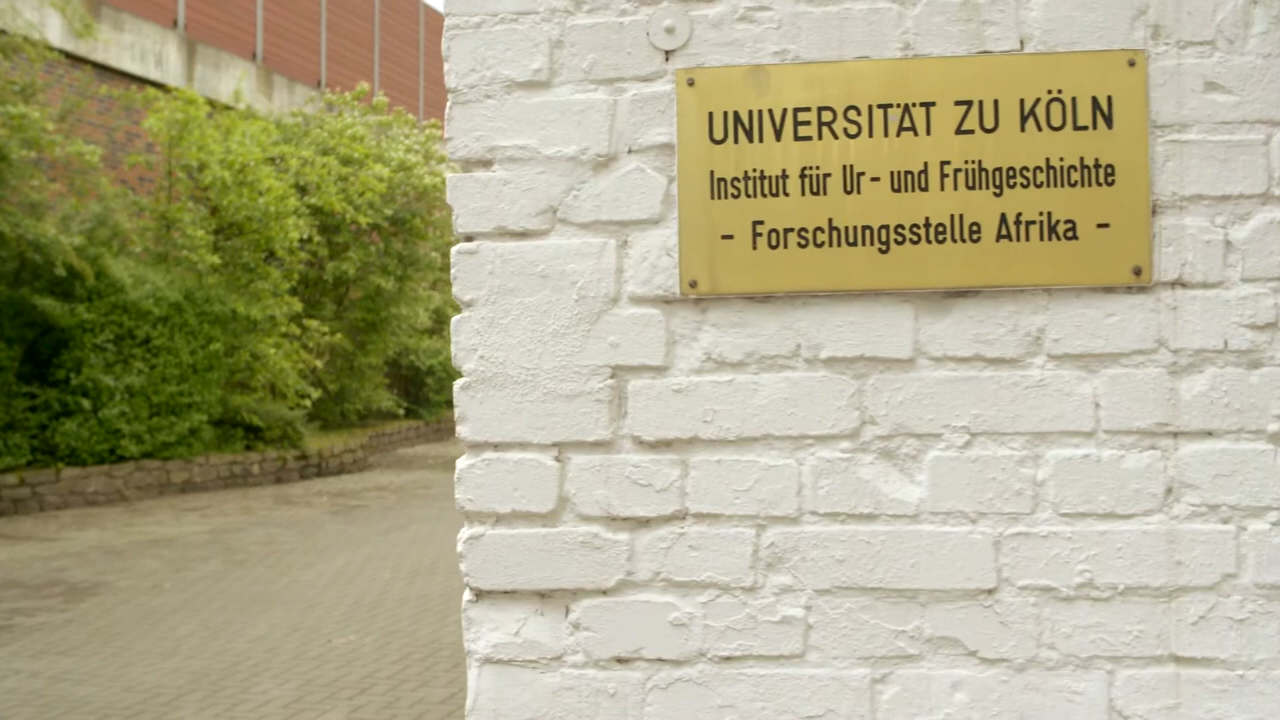 UNIVERSITÄT ZU KÖLN
Institut für Ur- und Frühgeschichte
- Forschungsstelle Afrika -